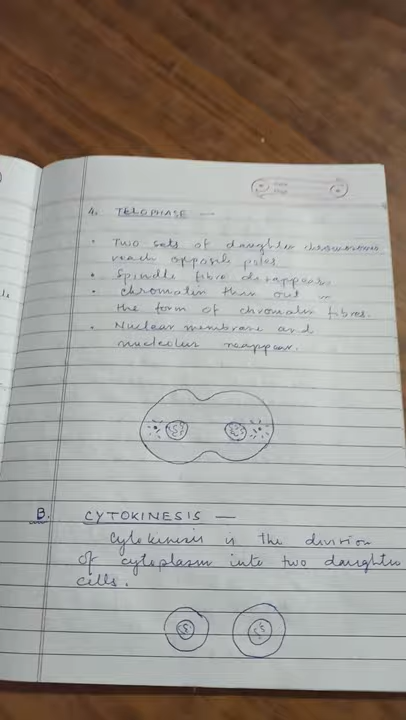 4. TELOPHASE —
• Two sets of daughter chromosomes
reach opposite poles.
• Spindle fibre disappears.
• Chromatin thin out in
the form of chromatin fibres.
• Nuclear membrane and
nucleolus reappear.
B. CYTOKINESIS —
Cytokinesis is the division
of cytoplasm into two daughter
cells.